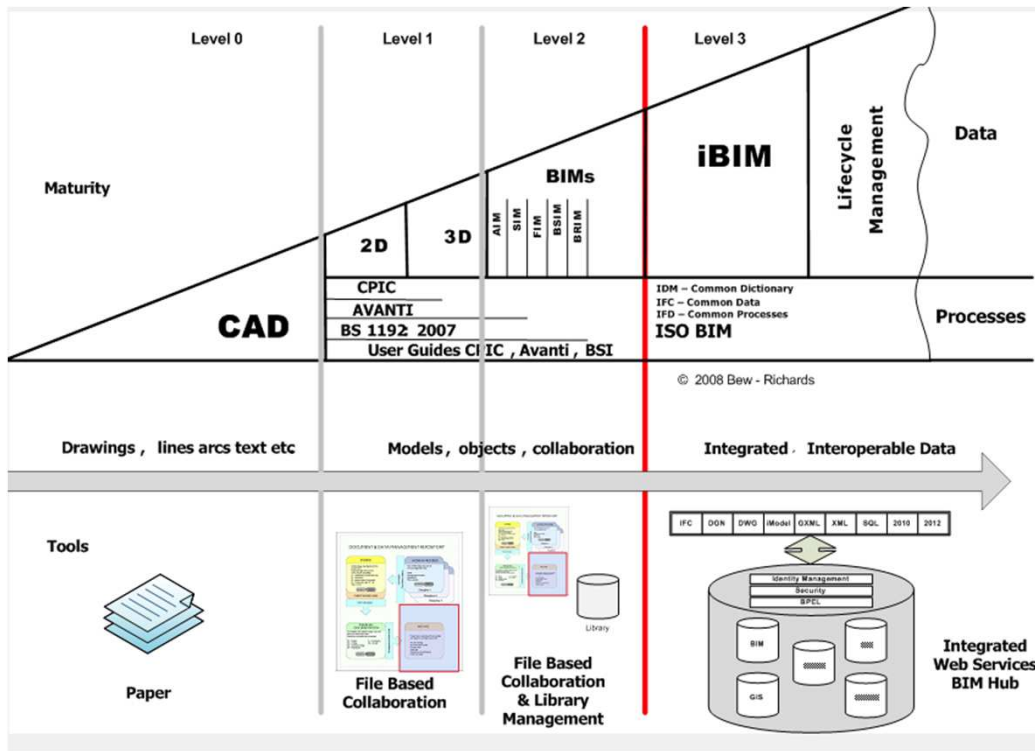 Level 0
Level 1
Level 2
Level 3
Maturity
CAD
2D
3D
BIMs
AIM
SIM
FIM
BSIM
BRIM
iBIM
Lifecycle
Management
Data
CPIC
AVANTI
BS 1192: 2007
User Guides CPIC , Avanti , BSI
IDM – Common Dictionary
IFC – Common Data
IFD – Common Processes
ISO BIM
Processes
© 2008 Bew - Richards
Drawings , lines arcs text etc
Models , objects , collaboration
Integrated , Interoperable Data
Tools
Paper
DOCUMENT & DATA MANAGEMENT REPOSITORY
File Based
Collaboration
Library
File Based
Collaboration
& Library
Management
IFC DGN DWG iModel GXML XML SQL 2010 2012
Identity Management
Security
BPEL
BIM
GIS
Integrated
Web Services
BIM Hub